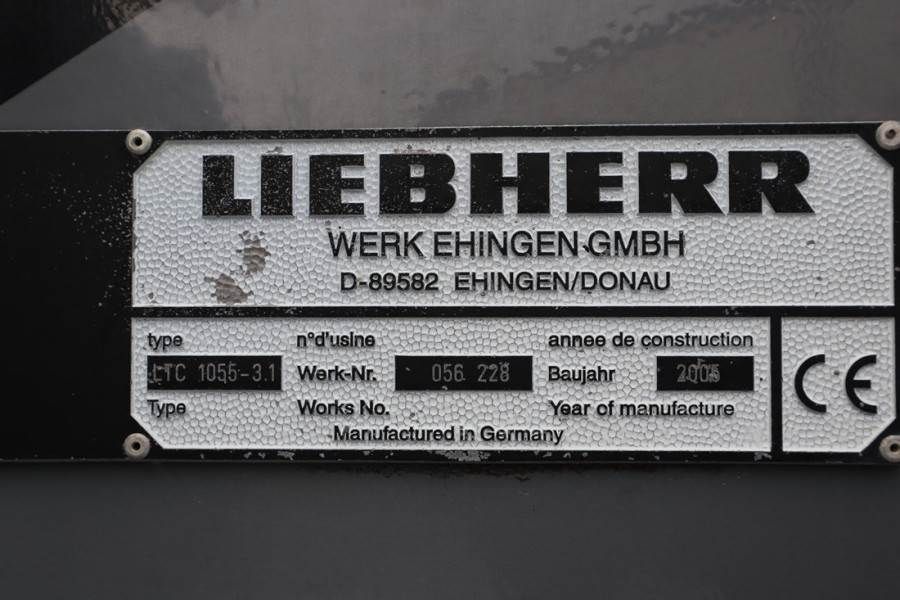 LIEBHERR
WERK EHINGEN GMBH
D-89582 EHINGEN/DONAU
type n°d'usine annee de construction
LTC 1055-3.1 Werk-Nr. 056 228 Baujahr 2005
Type Works No. Year of manufacture
Manufactured in Germany
CE